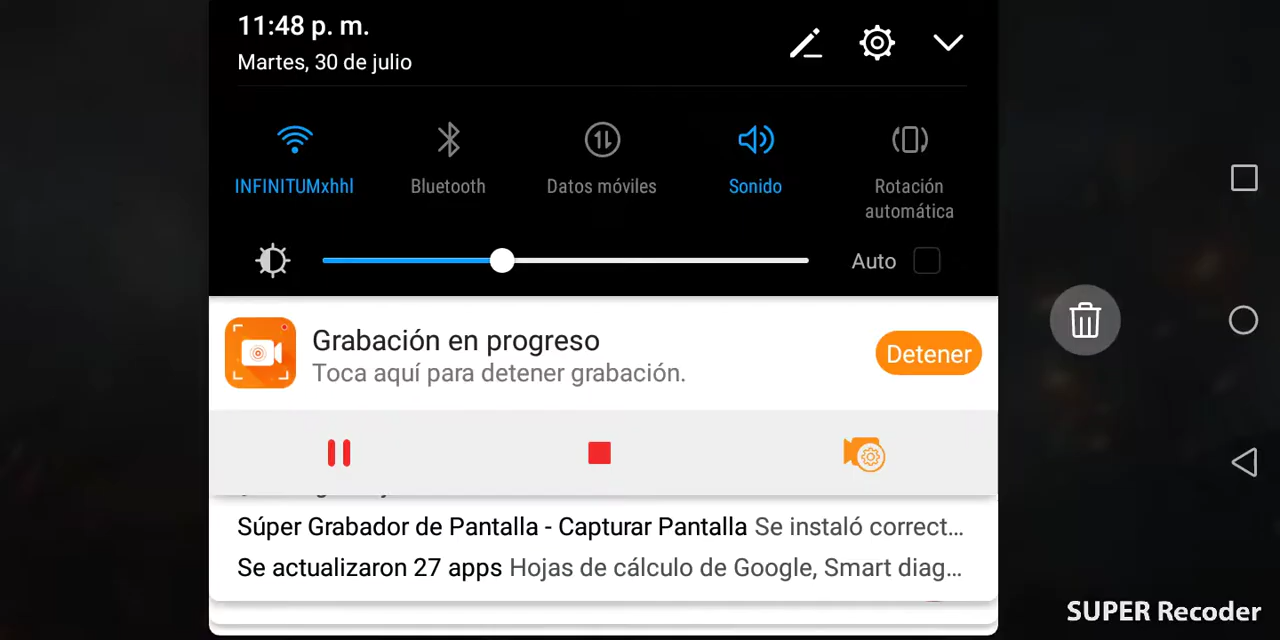 11:48 p. m.
Martes, 30 de julio
INFINITUMxhhl
Bluetooth
Datos móviles
Sonido
Rotación
automática
Auto
Grabación en progreso
Toca aquí para detener grabación.
Detener
Súper Grabador de Pantalla - Capturar Pantalla Se instaló correct...
Se actualizaron 27 apps Hojas de cálculo de Google, Smart diag...
SUPER Recoder